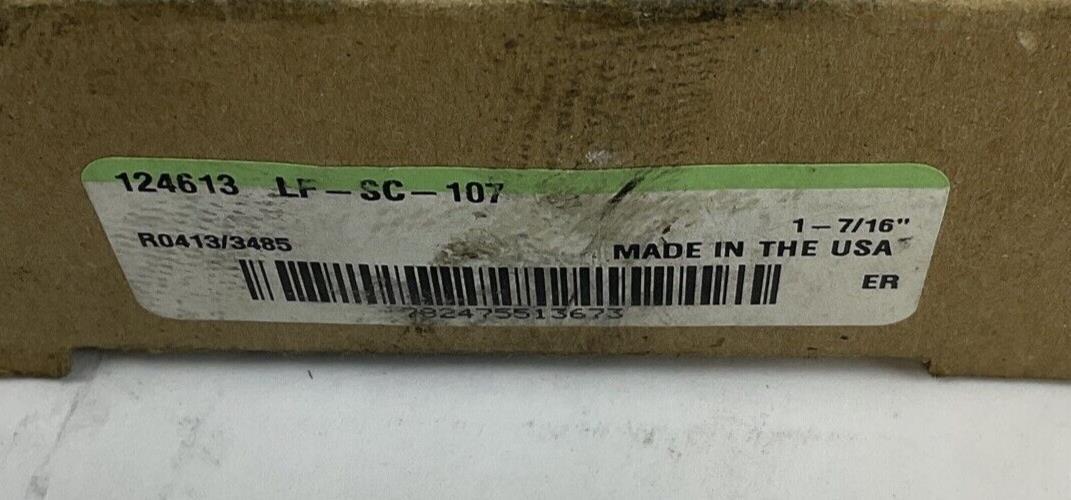 124613 LF-SC-107
1-7/16"
R0413/3485
MADE IN THE USA
ER
782475513673